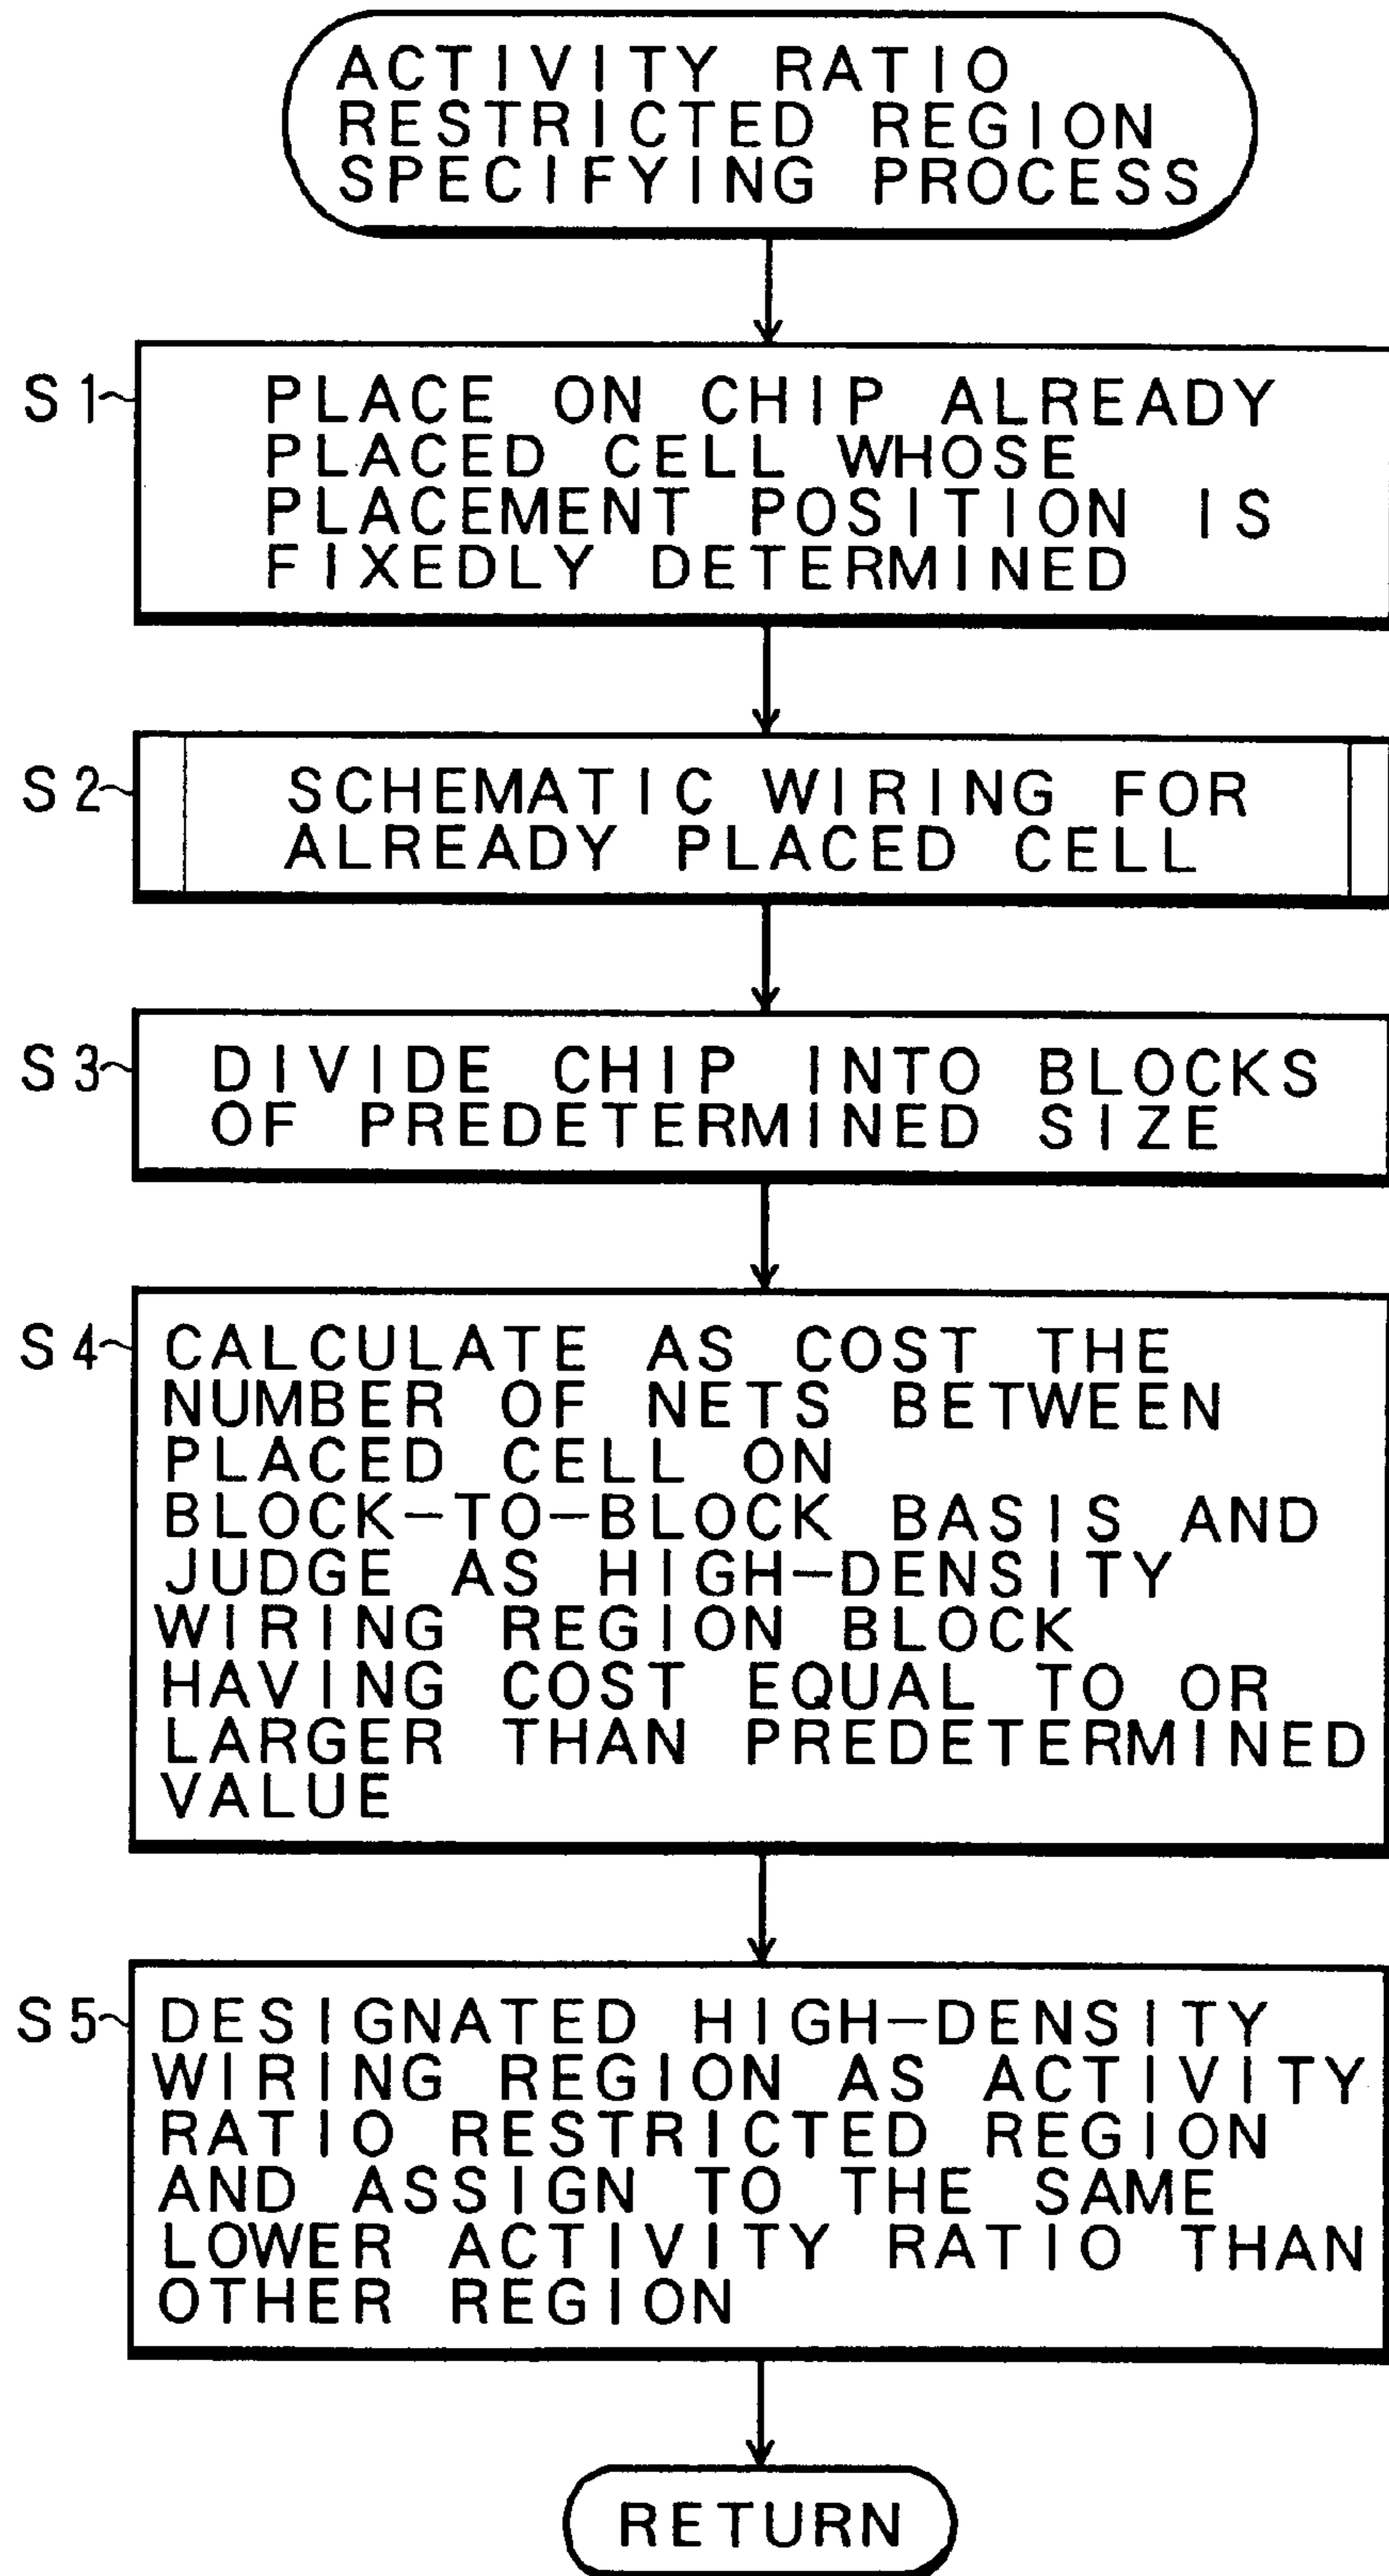 ACTIVITY RATIO
RESTRICTED REGION
SPECIFYING PROCESS
S1
PLACE ON CHIP ALREADY
PLACED CELL WHOSE
PLACEMENT POSITION IS
FIXEDLY DETERMINED
S2
SCHEMATIC WIRING FOR
ALREADY PLACED CELL
S3
DIVIDE CHIP INTO BLOCKS
OF PREDETERMINED SIZE
S4
CALCULATE AS COST THE
NUMBER OF NETS BETWEEN
PLACED CELL ON
BLOCK-TO-BLOCK BASIS AND
JUDGE AS HIGH-DENSITY
WIRING REGION BLOCK
HAVING COST EQUAL TO OR
LARGER THAN PREDETERMINED
VALUE
S5
DESIGNATED HIGH-DENSITY
WIRING REGION AS ACTIVITY
RATIO RESTRICTED REGION
AND ASSIGN TO THE SAME
LOWER ACTIVITY RATIO THAN
OTHER REGION
RETURN